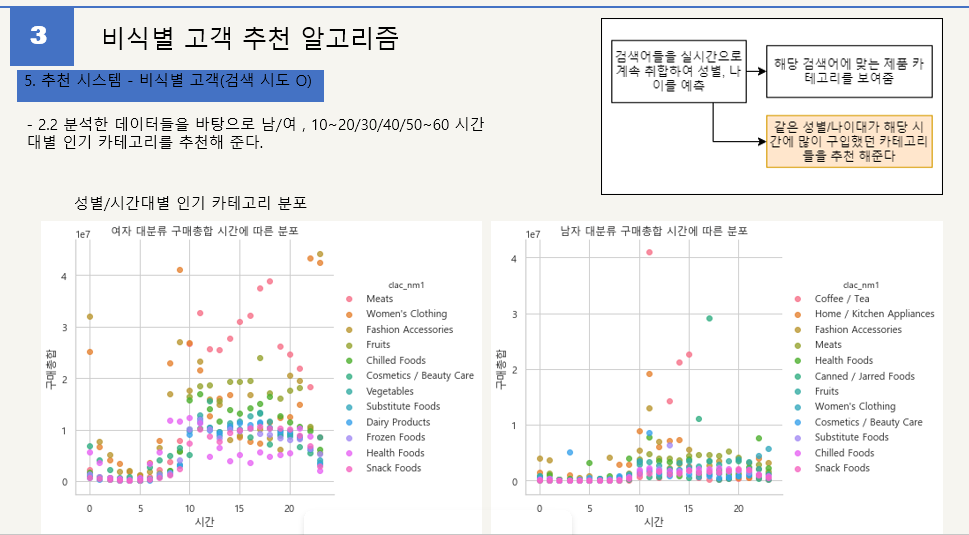 3
비식별 고객 추천 알고리즘
5. 추천 시스템 - 비식별 고객(검색 시도 O)
- 2.2 분석한 데이터들을 바탕으로 남/여 , 10~20/30/40/50~60 시간
대별 인기 카테고리를 추천해 준다.
검색어들을 실시간으로
계속 취합하여 성별, 나
이를 예측
해당 검색어에 맞는 제품 카
테고리를 보여줌
같은 성별/나이대가 해당 시
간에 많이 구입했던 카테고리
들을 추천 해준다
성별/시간대별 인기 카테고리 분포
여자 대분류 구매총합 시간에 따른 분포
1e7
4
3
2
1
0
구매총합
0
5
10
15
20
시간
clac_nm1
Meats
Women's Clothing
Fashion Accessories
Fruits
Chilled Foods
Cosmetics / Beauty Care
Vegetables
Substitute Foods
Dairy Products
Frozen Foods
Health Foods
Snack Foods
남자 대분류 구매총합 시간에 따른 분포
1e7
4
3
2
1
0
구매총합
0
5
10
15
20
시간
clac_nm1
Coffee / Tea
Home / Kitchen Appliances
Fashion Accessories
Meats
Health Foods
Canned / Jarred Foods
Fruits
Women's Clothing
Cosmetics / Beauty Care
Substitute Foods
Chilled Foods
Snack Foods